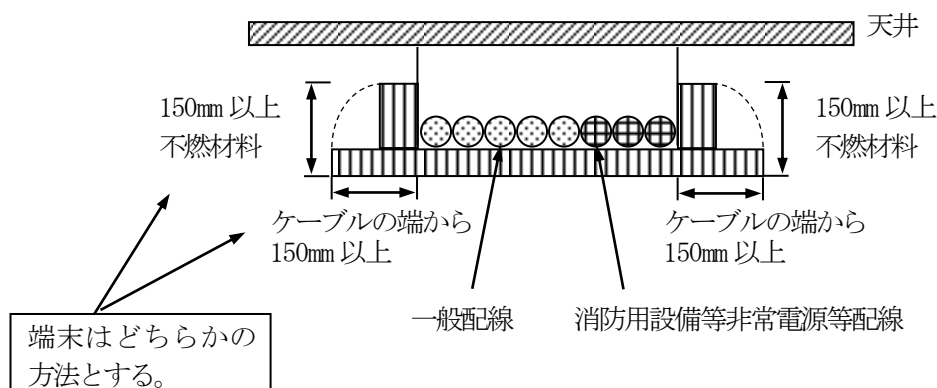 天井
150mm 以上
不燃材料
150mm 以上
不燃材料
ケーブルの端から
150mm 以上
ケーブルの端から
150mm 以上
一般配線
消防用設備等非常電源等配線
端末はどちらかの
方法とする。